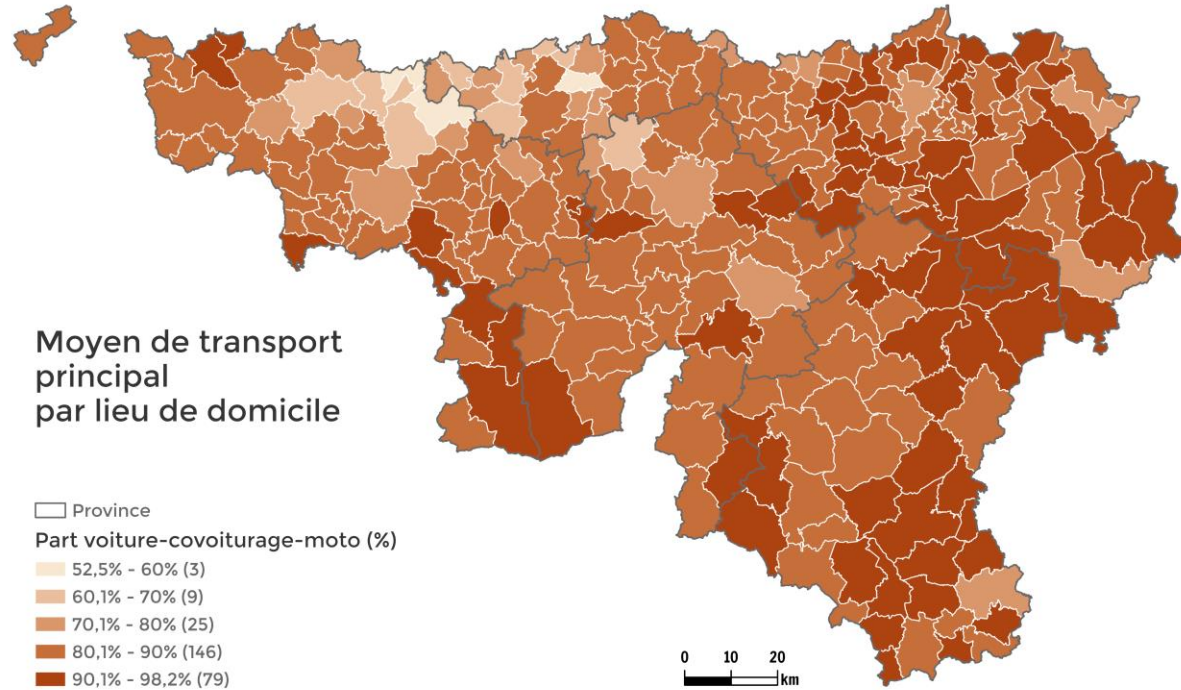 Moyen de transport
principal
par lieu de domicile
Province
Part voiture-covoiturage-moto (%)
52,5% - 60% (3)
60,1% - 70% (9)
70,1% - 80% (25)
80,1% - 90% (146)
90,1% - 98,2% (79)
0 10 20
km